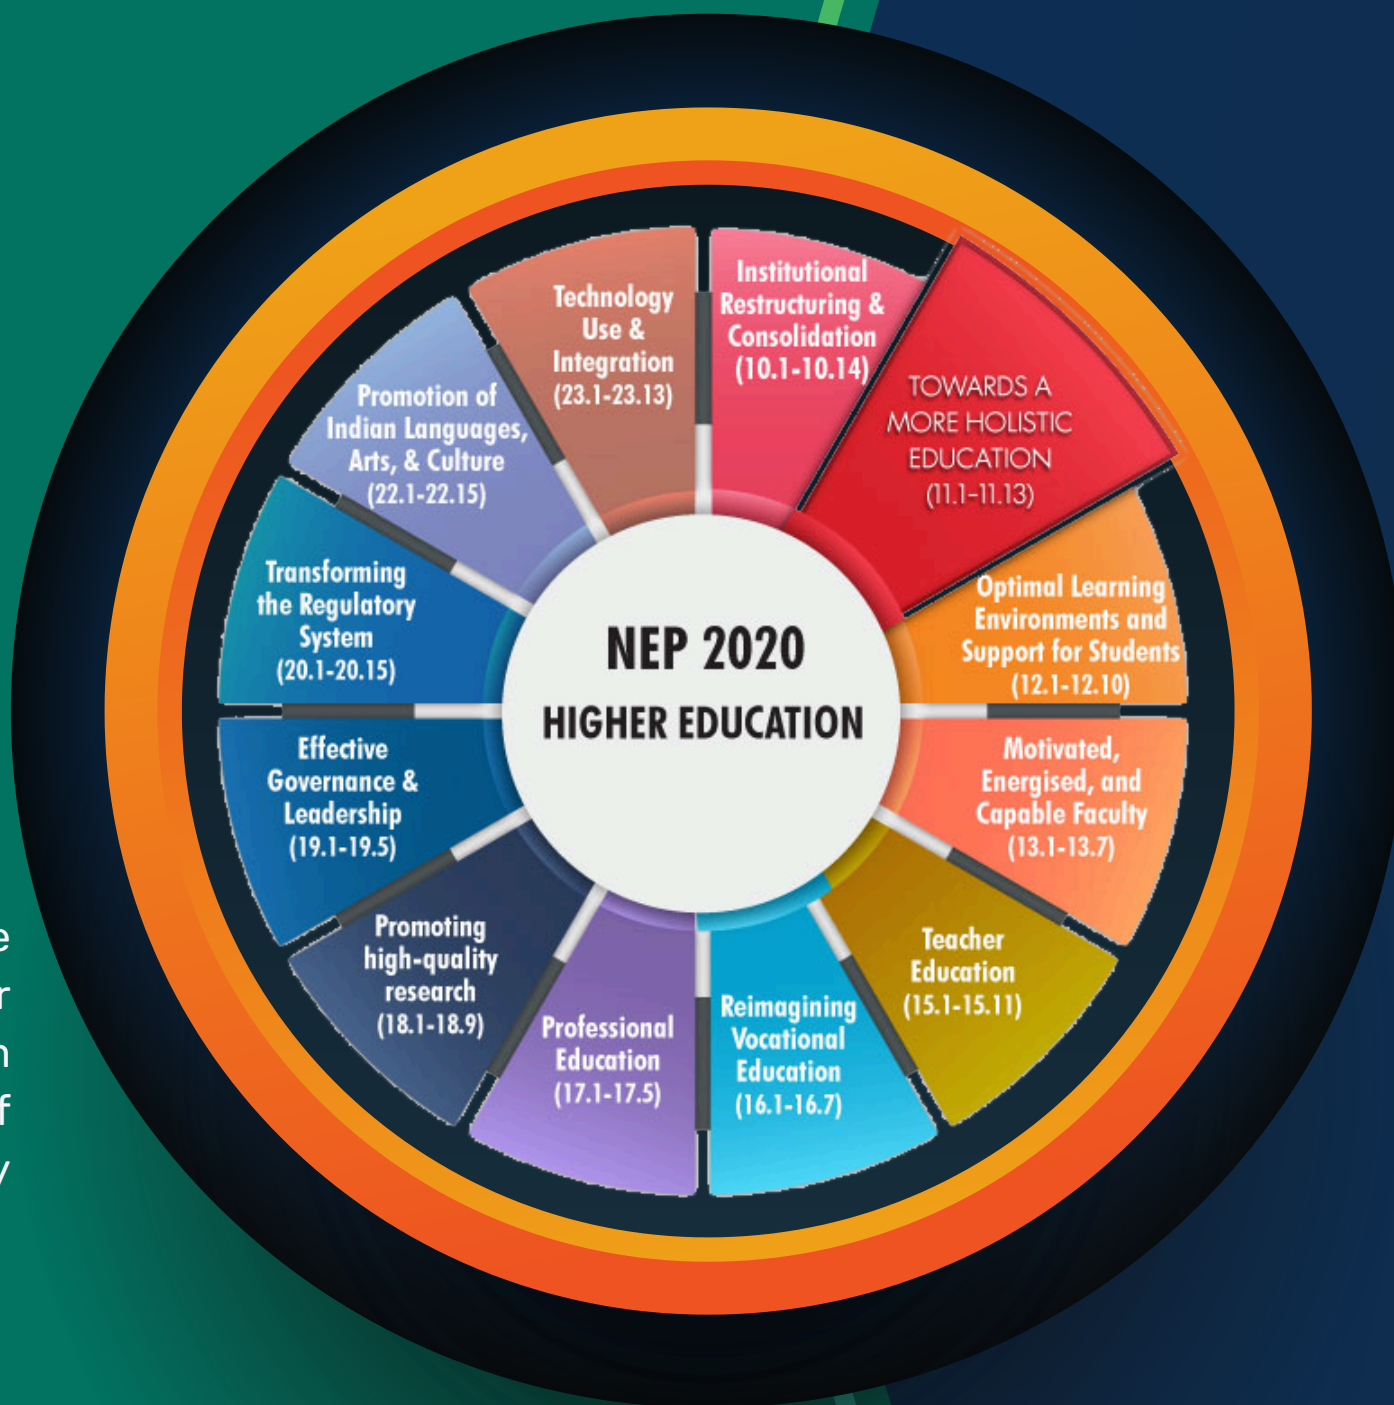 NEP 2020
HIGHER EDUCATION
Institutional
Restructuring &
Consolidation
(10.1-10.14)
TOWARDS A
MORE HOLISTIC
EDUCATION
(11.1-11.13)
Optimal Learning
Environments and
Support for Students
(12.1-12.10)
Motivated,
Energised, and
Capable Faculty
(13.1-13.7)
Teacher
Education
(15.1-15.11)
Reimagining
Vocational
Education
(16.1-16.7)
Professional
Education
(17.1-17.5)
Promoting
high-quality
research
(18.1-18.9)
Effective
Governance &
Leadership
(19.1-19.5)
Transforming
the Regulatory
System
(20.1-20.15)
Promotion of
Indian Languages,
Arts, & Culture
(22.1-22.15)
Technology
Use &
Integration
(23.1-23.13)